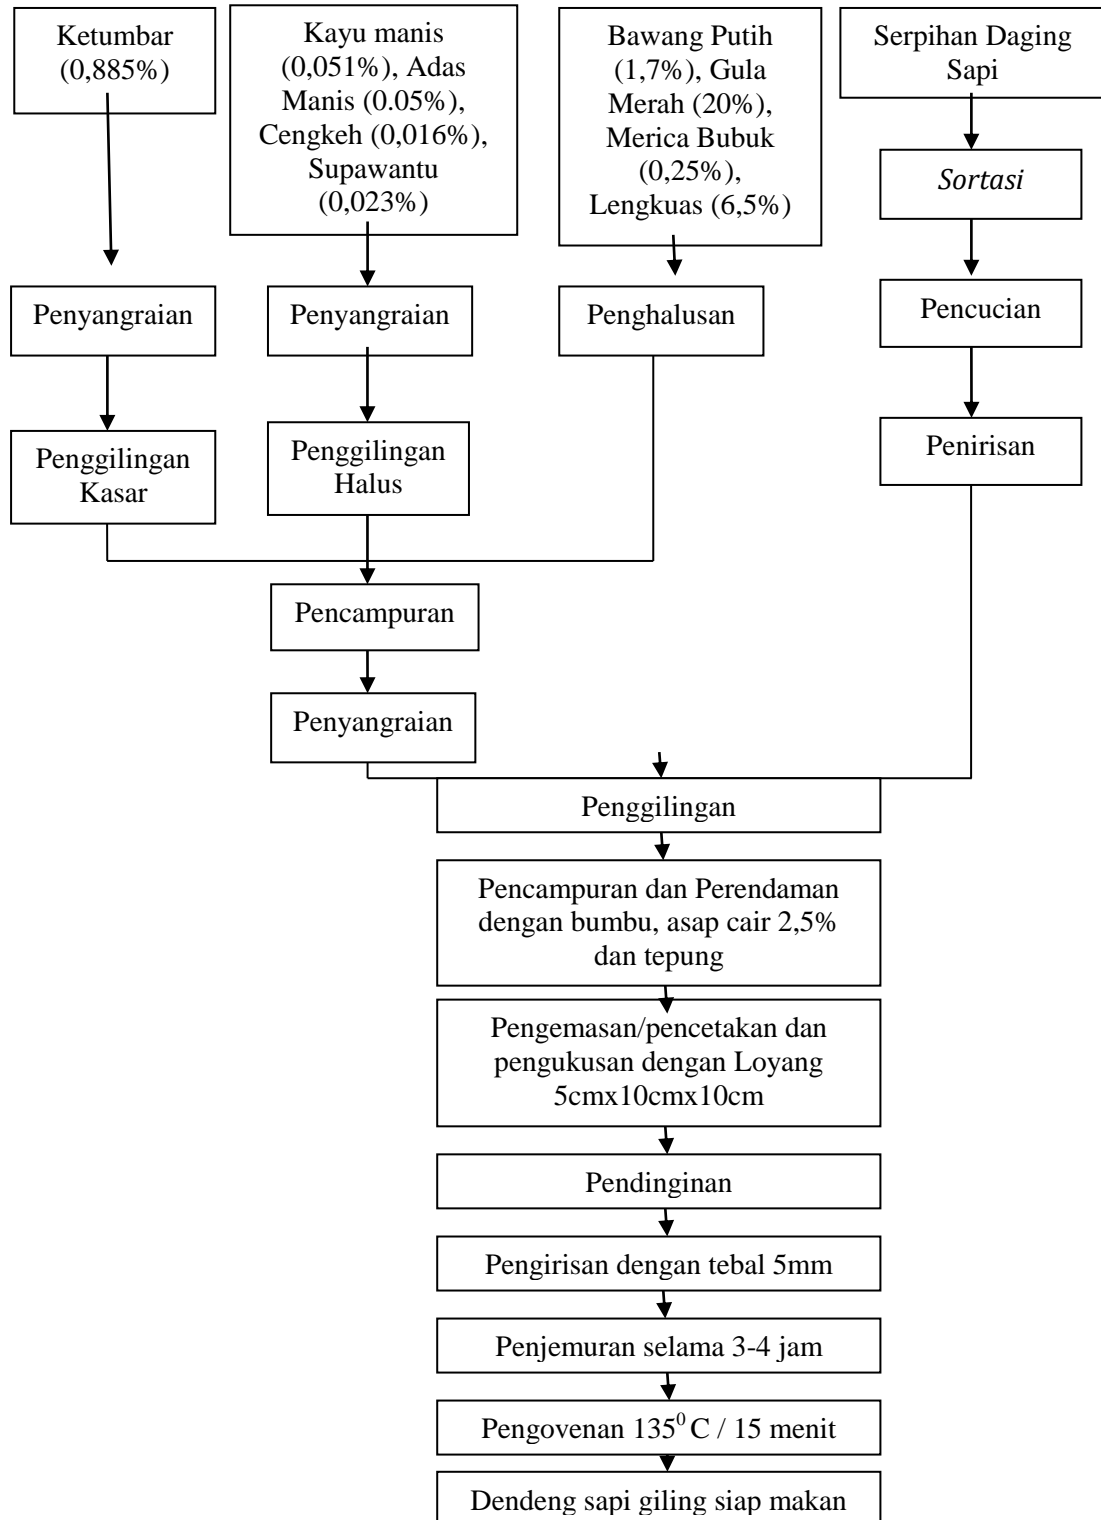 Ketumbar
(0,885%)
Kayu manis
(0,051%), Adas
Manis (0.05%),
Cengkeh (0,016%),
Supawantu
(0,023%)
Bawang Putih
(1,7%), Gula
Merah (20%),
Merica Bubuk
(0,25%),
Lengkuas (6,5%)
Serpihan Daging
Sapi
Sortasi
Penyangraian
Penyangraian
Penghalusan
Pencucian
Penggilingan
Kasar
Penggilingan
Halus
Penirisan
Pencampuran
Penyangraian
Penggilingan
Pencampuran dan Perendaman
dengan bumbu, asap cair 2,5%
dan tepung
Pengemasan/pencetakan dan
pengukusan dengan Loyang
5cmx10cmx10cm
Pendinginan
Pengirisan dengan tebal 5mm
Penjemuran selama 3-4 jam
Pengovenan 135⁰ C / 15 menit
Dendeng sapi giling siap makan